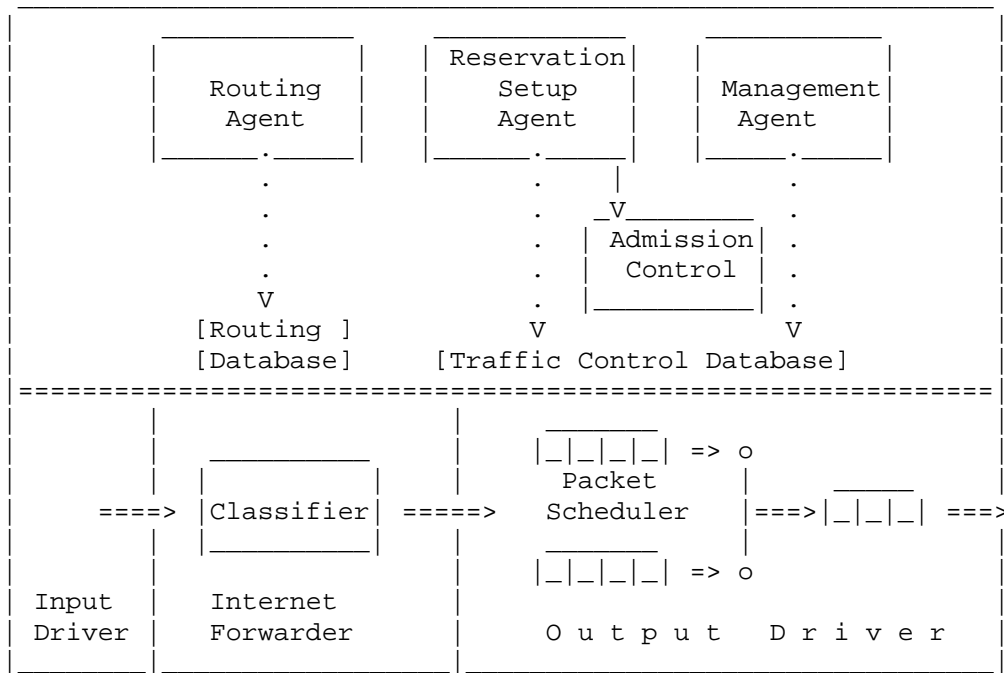 Reservation
Routing Setup Management
Agent Agent Agent
Admission
Control
[Routing ]
[Database] [Traffic Control Database]
Packet
Classifier Scheduler
Input Internet
Driver Forwarder O u t p u t D r i v e r